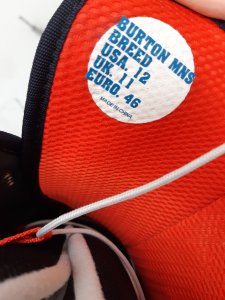 BURTON MNS
BREED
USA. 12
UK. 11
EURO. 46
MADE IN CHINA